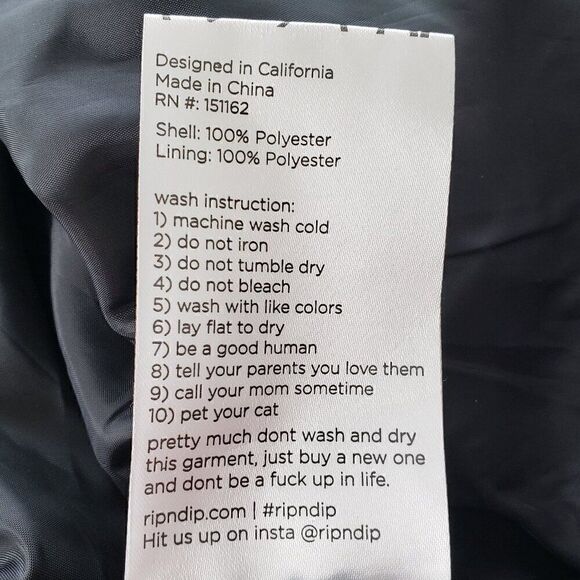 Designed in California
Made in China
RN #: 151162
Shell: 100% Polyester
Lining: 100% Polyester
wash instruction:
1) machine wash cold
2) do not iron
3) do not tumble dry
4) do not bleach
5) wash with like colors
6) lay flat to dry
7) be a good human
8) tell your parents you love them
9) call your mom sometime
10) pet your cat
pretty much dont wash and dry
this garment, just buy a new one
and dont be a fuck up in life.
ripndip.com | #ripndip
Hit us up on insta @ripndip